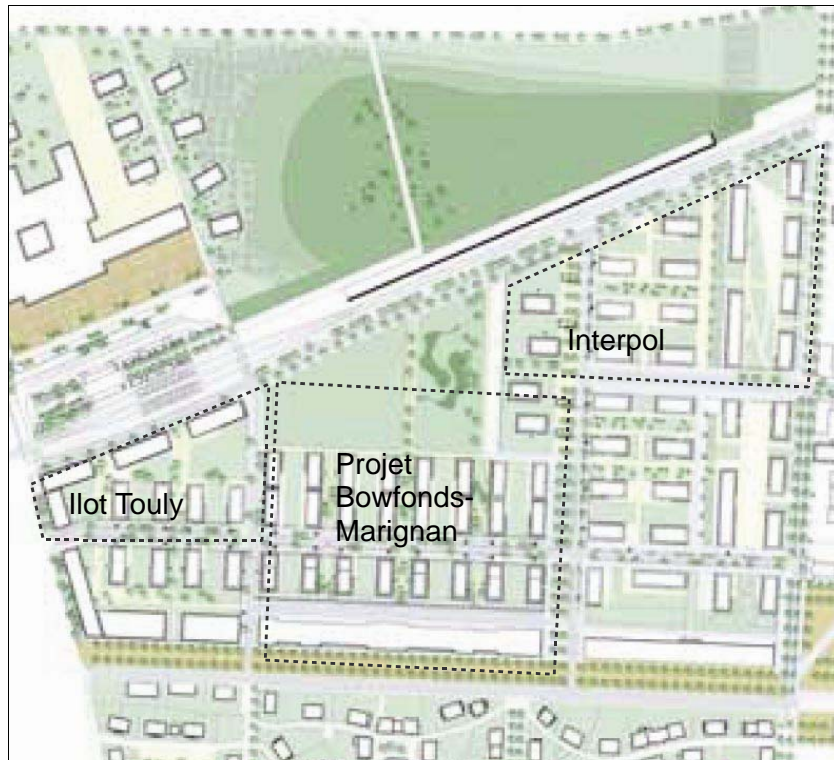 Interpol
Projet
Bowfonds-
Marignan
Ilot Touly